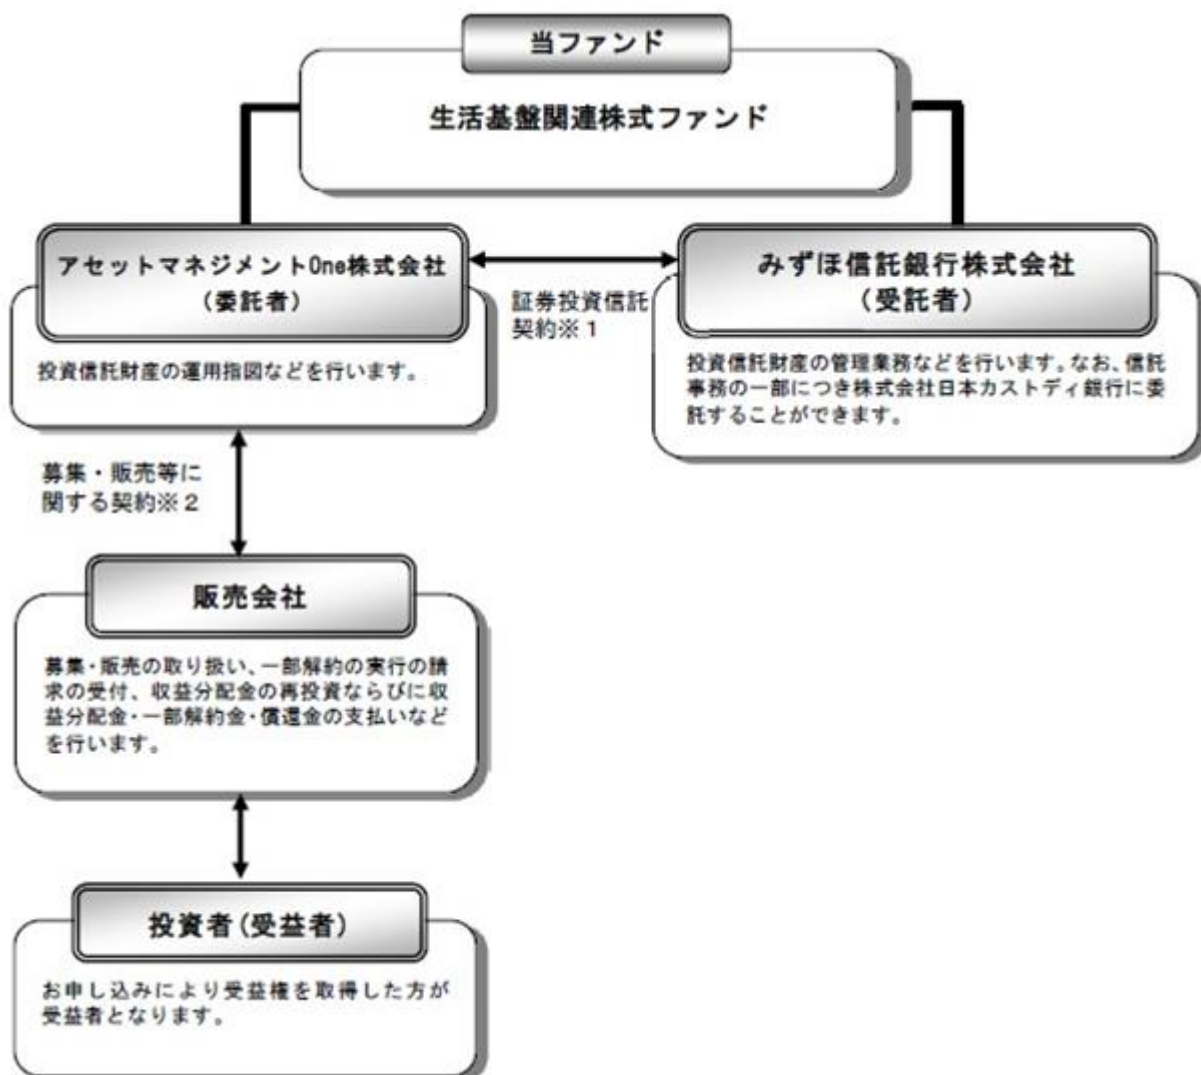 当ファンド
生活基盤関連株式ファンド
アセットマネジメントOne株式会社
(委託者)
投資信託財産の運用指図などを行います。
証券投資信託
契約※1
みずほ信託銀行株式会社
(受託者)
投資信託財産の管理業務などを行います。なお、信託
事務の一部につき株式会社日本カストディ銀行に委
託することができます。
募集・販売等に
関する契約※2
販売会社
募集・販売の取り扱い、一部解約の実行の請
求の受付、収益分配金の再投資ならびに収
益分配金・一部解約金・償還金の支払いなど
を行います。
投資者(受益者)
お申し込みにより受益権を取得した方が
受益者となります。